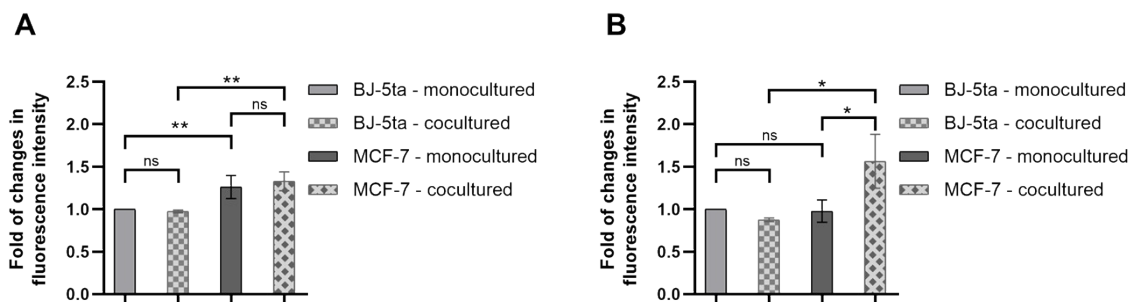 A
Fold of changes in
fluorescence intensity
2.5
2.0
1.5
1.0
0.5
0.0
**
ns
**
ns
BJ-5ta - monocultured
BJ-5ta - cocultured
MCF-7 - monocultured
MCF-7 - cocultured
B
Fold of changes in
fluorescence intensity
2.5
2.0
1.5
1.0
0.5
0.0
*
*
ns
ns
BJ-5ta - monocultured
BJ-5ta - cocultured
MCF-7 - monocultured
MCF-7 - cocultured